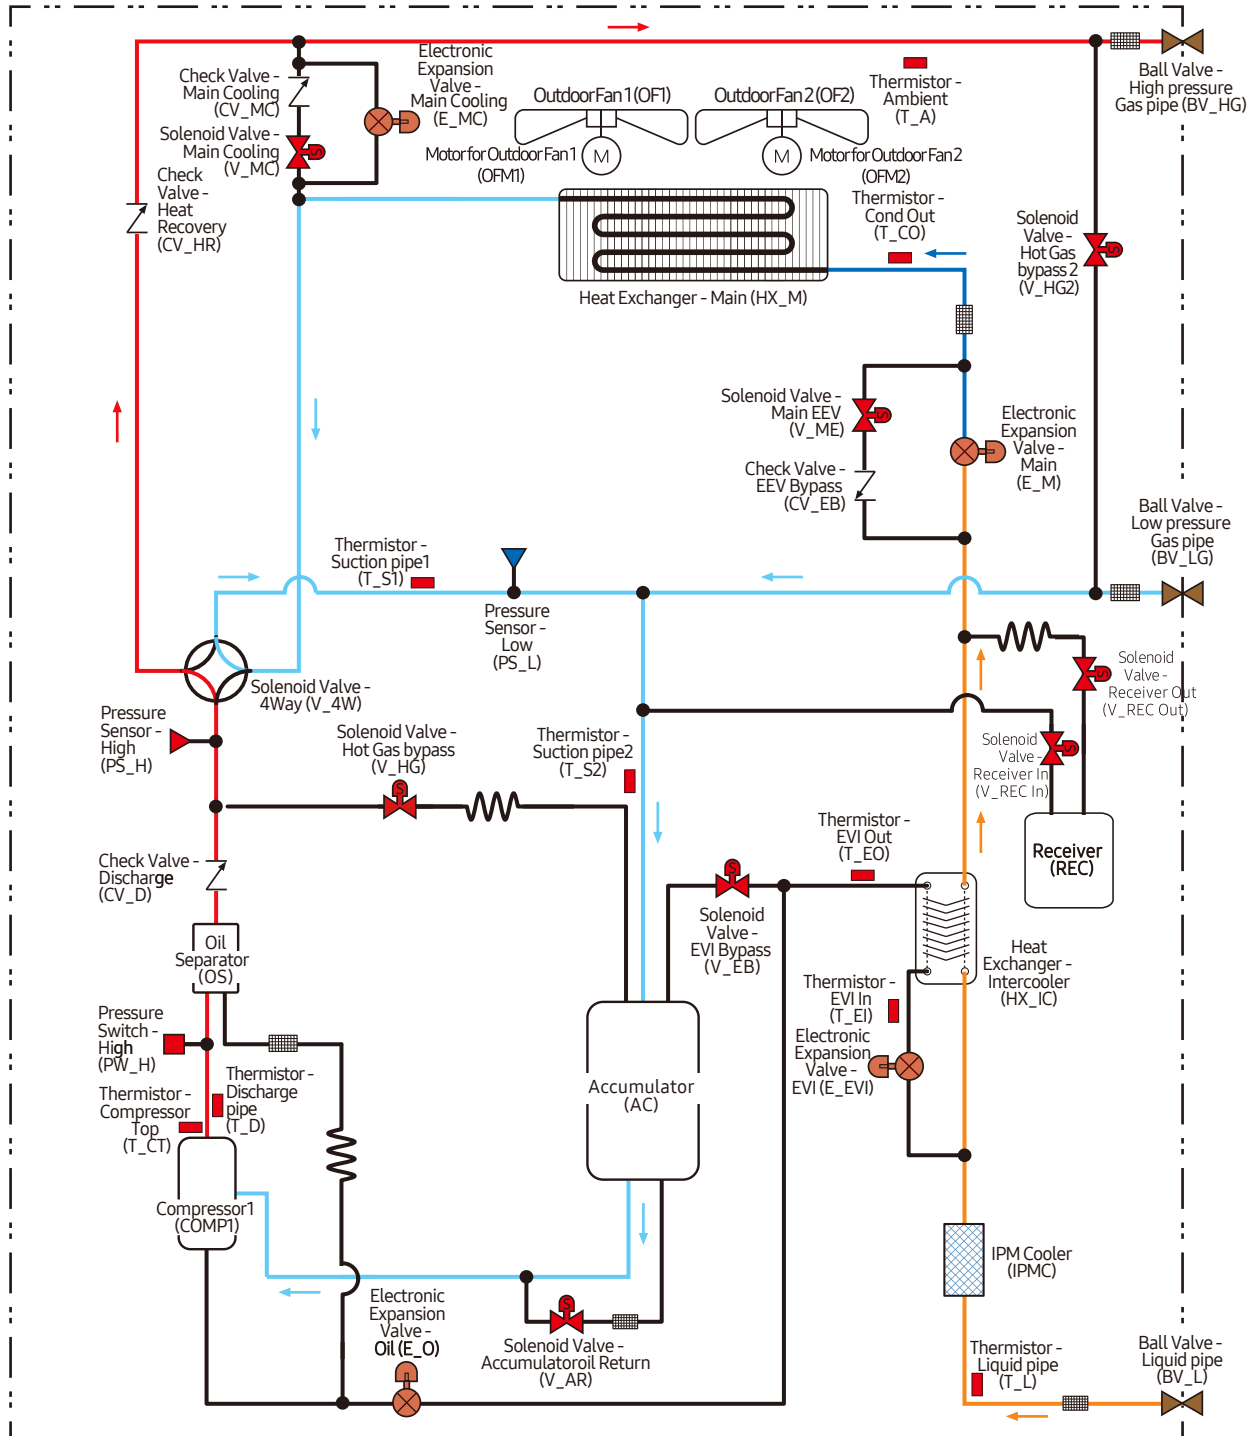 Electronic
Expansion
Valve -
Main Cooling
(E_MC)
Check Valve -
Main Cooling
(CV_MC)
Solenoid Valve -
Main Cooling
(V_MC)
Check
Valve -
Heat
Recovery
(CV_HR)
Outdoor Fan 1 (OF1)
Outdoor Fan 2 (OF2)
M
M
Motor for Outdoor Fan 1
(OFM1)
Motor for Outdoor Fan 2
(OFM2)
Thermistor -
Ambient
(T_A)
Ball Valve -
High pressure
Gas pipe (BV_HG)
Thermistor -
Cond Out
(T_CO)
Heat Exchanger - Main (HX_M)
Solenoid
Valve -
Hot Gas
bypass 2
(V_HG2)
S
S
Solenoid Valve -
Main EEV
(V_ME)
S
Check Valve -
EEV Bypass
(CV_EB)
Electronic
Expansion
Valve -
Main
(E_M)
Ball Valve -
Low pressure
Gas pipe
(BV_LG)
Thermistor -
Suction pipe1
(T_S1)
Pressure
Sensor -
Low
(PS_L)
Solenoid Valve -
4Way (V_4W)
Pressure
Sensor -
High
(PS_H)
Solenoid Valve -
Hot Gas bypass
(V_HG)
S
Thermistor -
Suction pipe2
(T_S2)
Solenoid
Valve -
Receiver Out
(V_REC Out)
S
Solenoid
Valve -
Receiver In
(V_REC In)
S
Receiver
(REC)
Check Valve -
Discharge
(CV_D)
Oil
Separator
(OS)
Thermistor -
EVI Out
(T_EO)
S
Solenoid
Valve -
EVI Bypass
(V_EB)
Heat
Exchanger -
Intercooler
(HX_IC)
Thermistor -
EVI In
(T_EI)
Electronic
Expansion
Valve -
EVI (E_EVI)
Pressure
Switch -
High
(PW_H)
Thermistor -
Discharge
pipe
(T_D)
Thermistor -
Compressor
Top
(T_CT)
Accumulator
(AC)
Compressor1
(COMP1)
IPM Cooler
(IPMC)
Electronic
Expansion
Valve -
Oil (E_O)
S
Solenoid Valve -
Accumulatoroil Return
(V_AR)
Thermistor -
Liquid pipe
(T_L)
Ball Valve -
Liquid pipe
(BV_L)